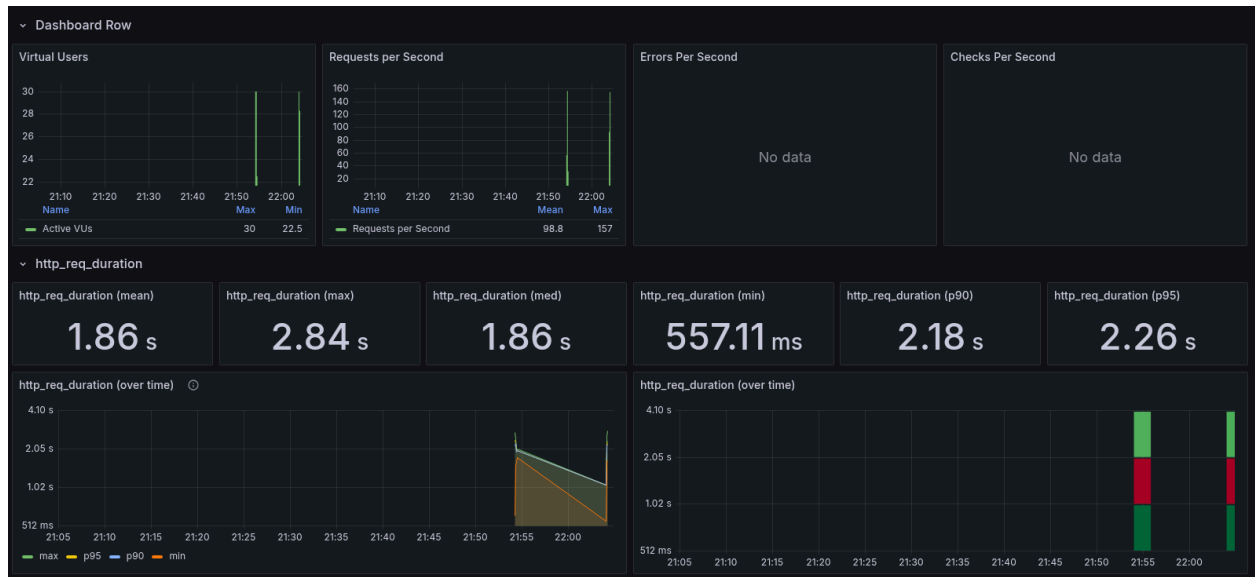 Dashboard Row
Virtual Users
30
28
26
24
22
21:10 21:20 21:30 21:40 21:50 22:00
Name Max Min
Active VUs 30 22.5
Requests per Second
160
140
120
100
80
60
40
20
21:10 21:20 21:30 21:40 21:50 22:00
Name Mean Max
Requests per Second 98.8 157
Errors Per Second
No data
Checks Per Second
No data
http_req_duration
http_req_duration (mean)
1.86 s
http_req_duration (max)
2.84 s
http_req_duration (med)
1.86 s
http_req_duration (min)
557.11 ms
http_req_duration (p90)
2.18 s
http_req_duration (p95)
2.26 s
http_req_duration (over time)
4.10 s
2.05 s
1.02 s
512 ms
21:05 21:10 21:15 21:20 21:25 21:30 21:35 21:40 21:45 21:50 21:55 22:00
max p95 p90 min
http_req_duration (over time)
4.10 s
2.05 s
1.02 s
512 ms
21:05 21:10 21:15 21:20 21:25 21:30 21:35 21:40 21:45 21:50 21:55 22:00